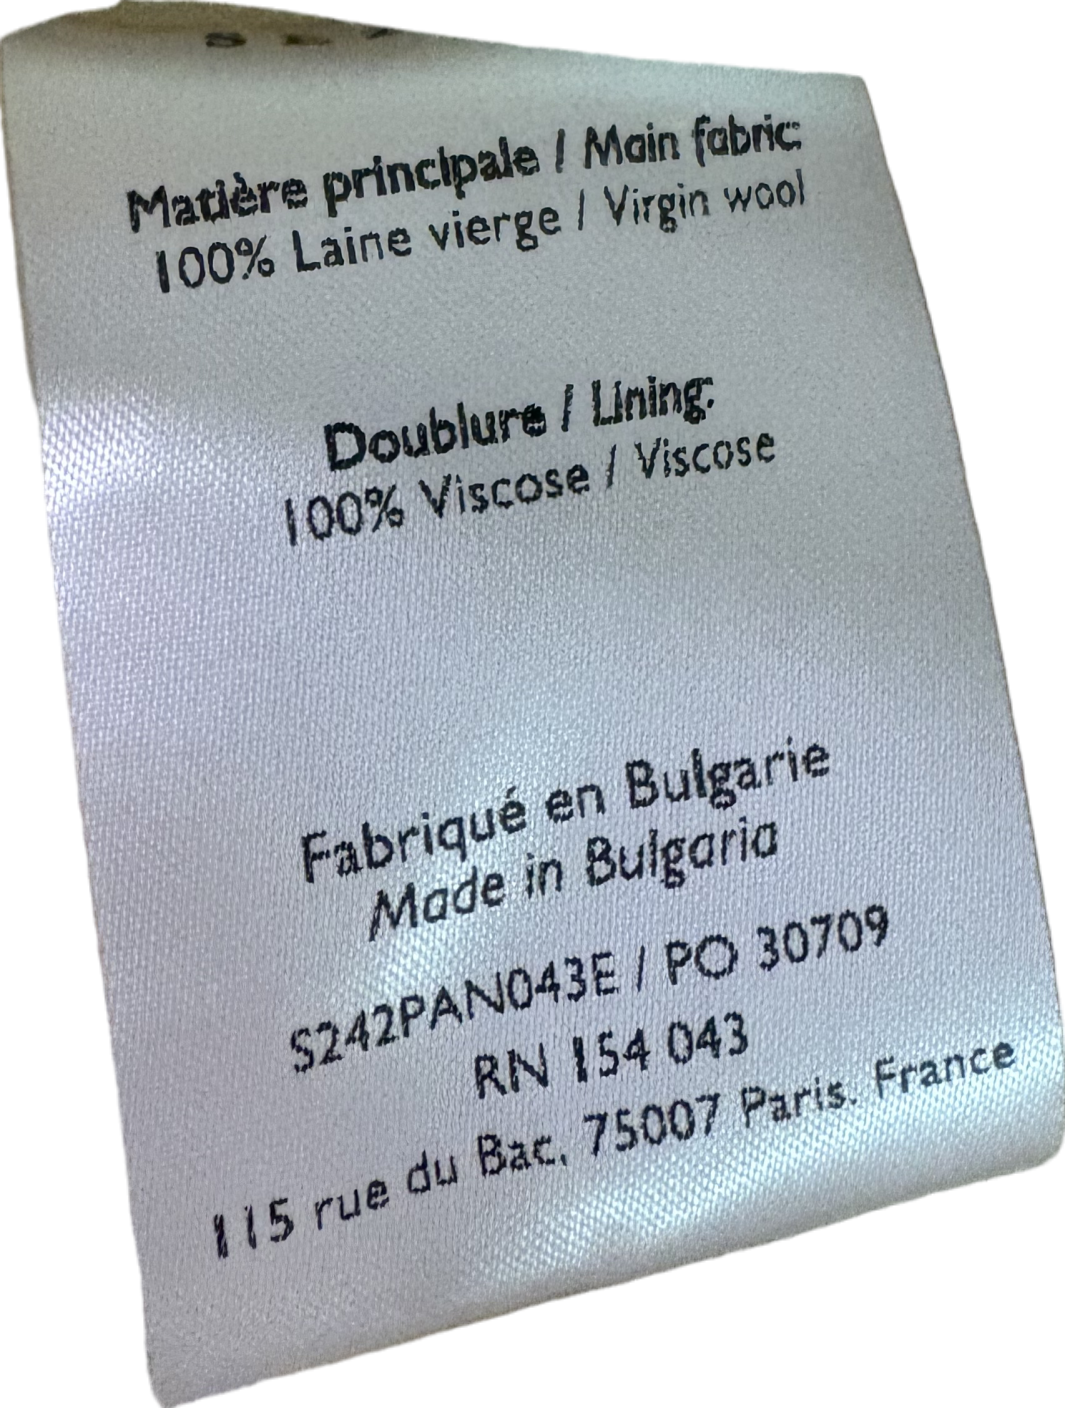 Matière principale / Main fabric:
100% Laine vierge / Virgin wool
Doublure / Lining:
100% Viscose / Viscose
Fabriqué en Bulgarie
Made in Bulgaria
S242PAN043E / PO 30709
RN 154 043
115 rue du Bac, 75007 Paris. France